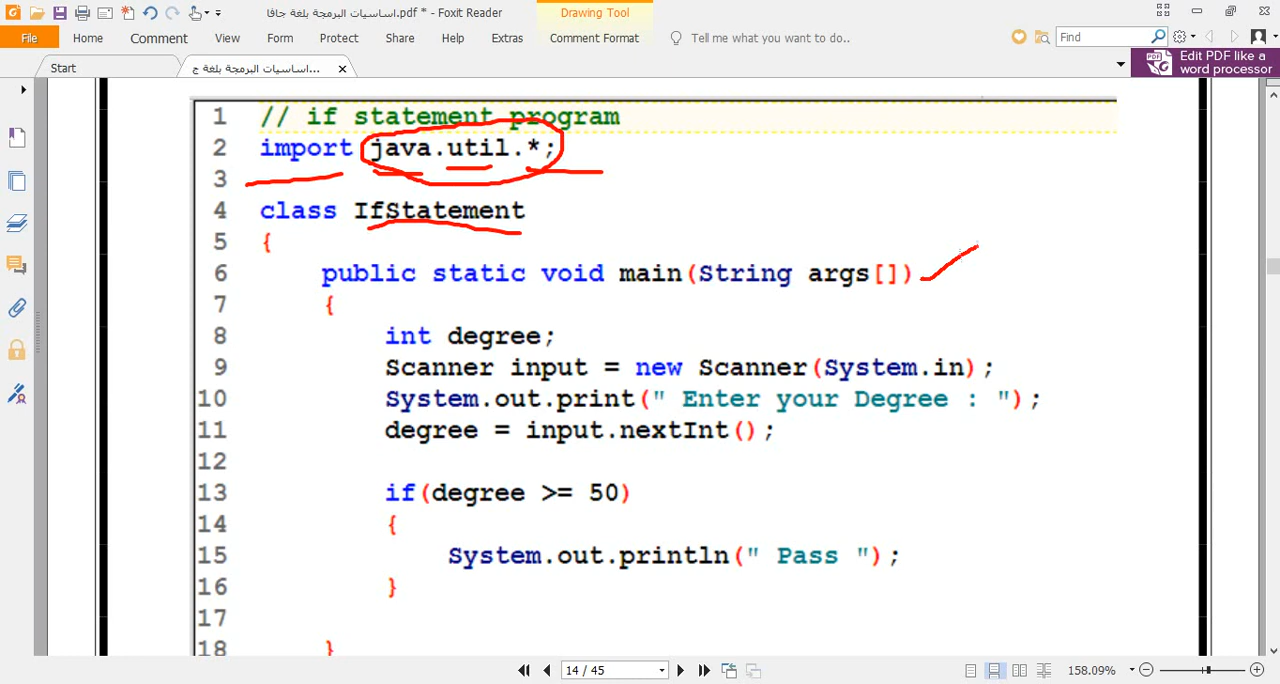 اساسيات البرمجة بلغة جافا.pdf * - Foxit Reader
Drawing Tool
File Home Comment View Form Protect Share Help Extras Comment Format Tell me what you want to do.. Find
Start
اساسيات البرمجة بلغة ج...
Edit PDF like a
word processor
1 // if statement program
2 import java.util.*;
3
4 class IfStatement
5 {
6 public static void main(String args[])
7 {
8 int degree;
9 Scanner input = new Scanner(System.in);
10 System.out.print(" Enter your Degree : ");
11 degree = input.nextInt();
12
13 if(degree >= 50)
14 {
15 System.out.println(" Pass ");
16 }
17
18 }
14 / 45
158.09%